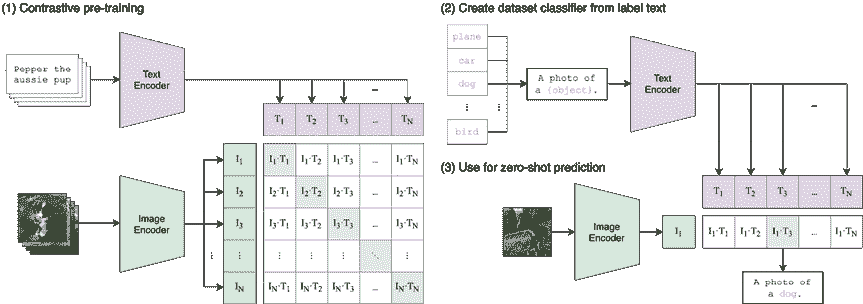 (1) Contrastive pre-training
Pepper the
aussie pup
Text
Encoder
T1 T2 T3 ... TN
I1 I1·T1 I1·T2 I1·T3 ... I1·TN
I2 I2·T1 I2·T2 I2·T3 ... I2·TN
I3 I3·T1 I3·T2 I3·T3 ... I3·TN
⋮ ⋮ ⋮ ⋮ ⋱ ⋮
IN IN·T1 IN·T2 IN·T3 ... IN·TN
Image
Encoder
(2) Create dataset classifier from label text
plane
car
dog
⋮
bird
A photo of
a {object}.
Text
Encoder
(3) Use for zero-shot prediction
T1 T2 T3 ... TN
Image
Encoder
I1 I1·T1 I1·T2 I1·T3 ... I1·TN
A photo of
a dog.